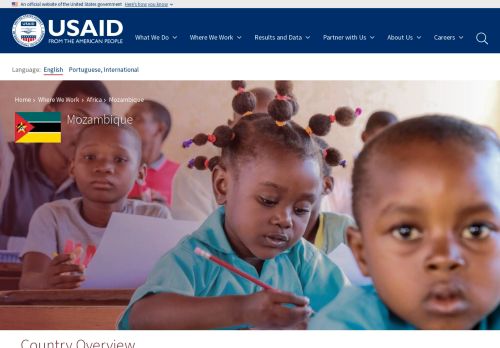 An official website of the United States government Here's how you know
USAID
FROM THE AMERICAN PEOPLE
What We Do
Where We Work
Results and Data
Partner with Us
About Us
Careers
Language: English Portuguese, International
Home › Where We Work › Africa › Mozambique
Mozambique
Country Overview